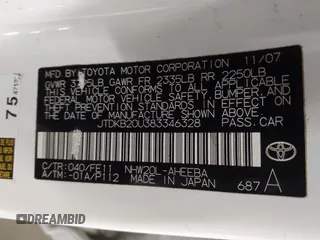 MFD. BY: TOYOTA MOTOR CORPORATION 11/07
GVWR 3725LB GAWR FR 2335LB RR 2250LB
THIS VEHICLE CONFORMS TO ALL APPLICABLE
FEDERAL MOTOR VEHICLE SAFETY, BUMPER,
AND THEFT PREVENTION STANDARDS
IN EFFECT ON THE DATE OF
MANUFACTURE SHOWN ABOVE.
JTDKB20U383346328 PASS.CAR
C/TR:040/FE11 NHW20L-AHEEBA
A/TM:-01A/P112 MADE IN JAPAN 687 A
TOYOTA
75
DREAMBID